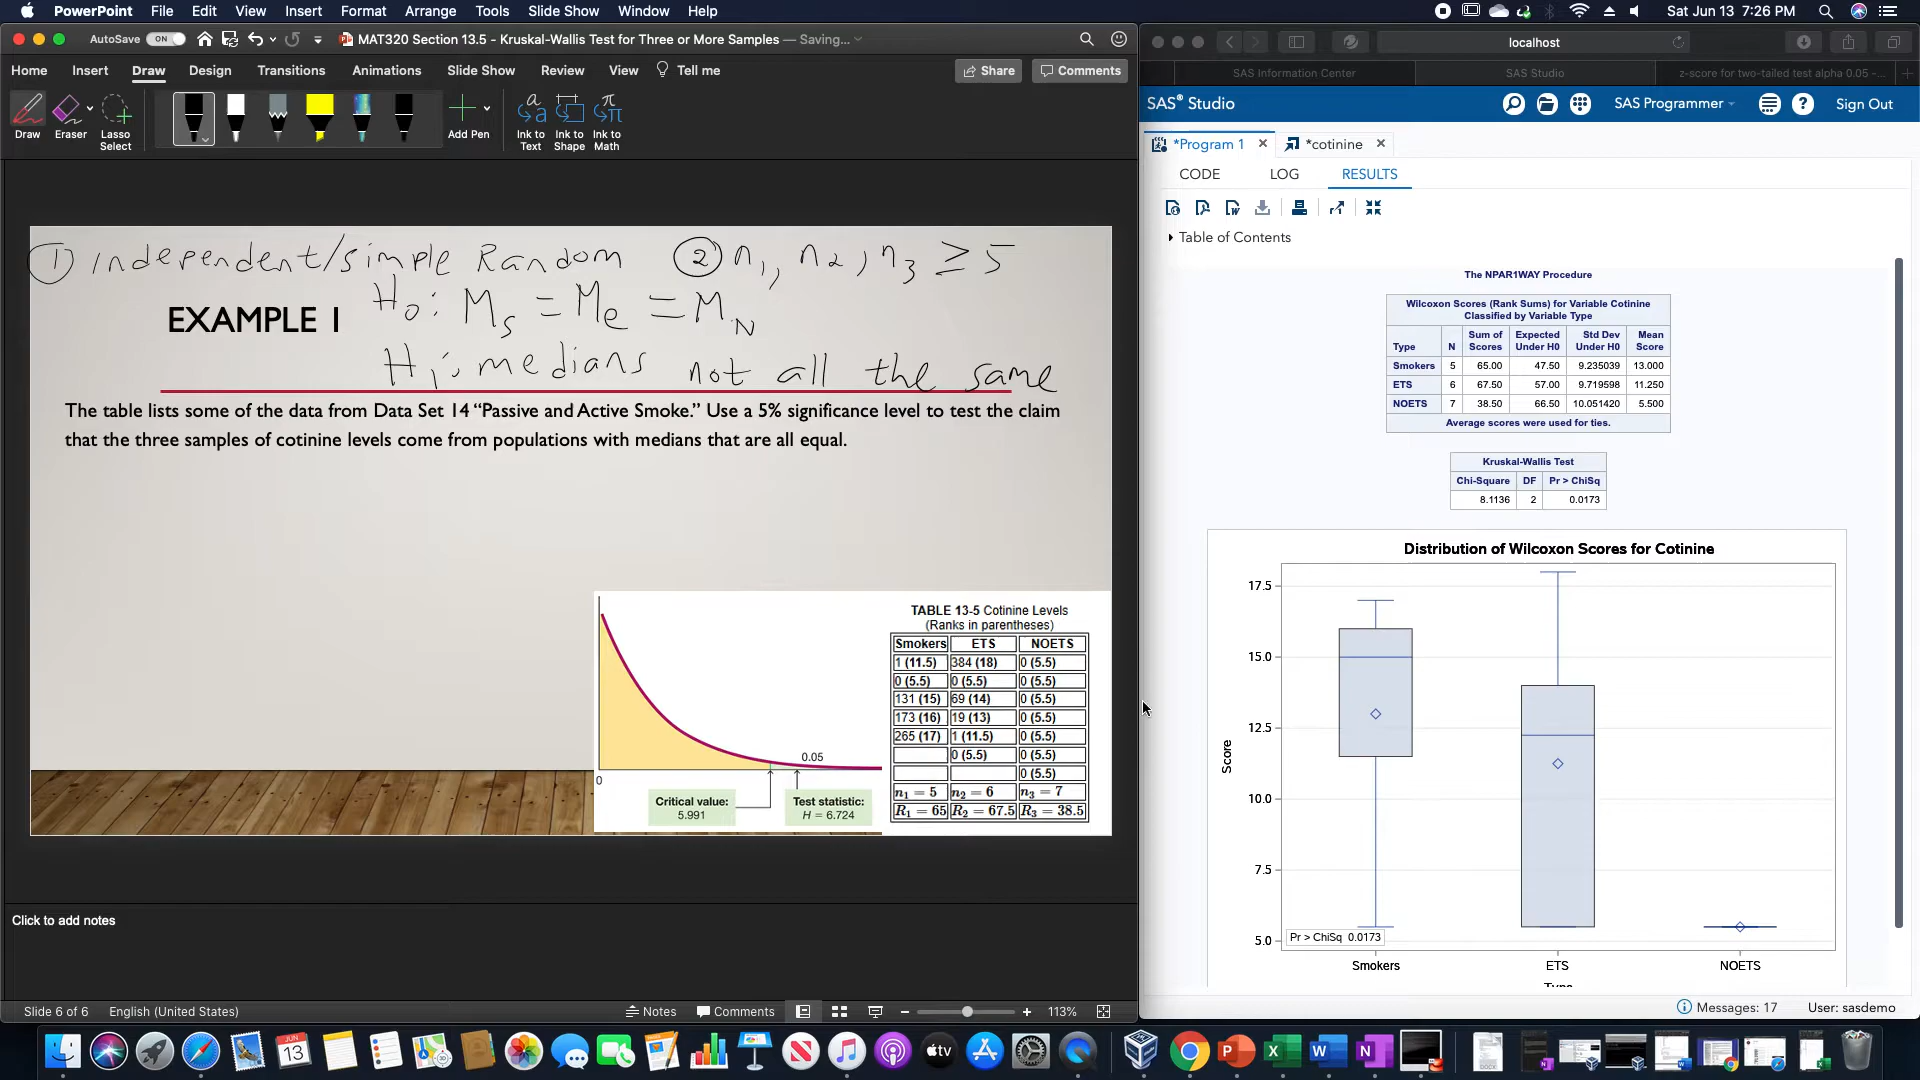 PowerPoint File Edit View Insert Format Arrange Tools Slide Show Window Help
Sat Jun 13 7:26 PM
AutoSave ON
MAT320 Section 13.5 - Kruskal-Wallis Test for Three or More Samples — Saving...
Home Insert Draw Design Transitions Animations Slide Show Review View Tell me
Share Comments
Draw Eraser Lasso Select Add Pen Ink to Text Ink to Shape Ink to Math
① Independent/simple Random ② n1, n2, n3 ≥ 5
H0: Ms = Me = MN
EXAMPLE 1
H1: medians not all the same
The table lists some of the data from Data Set 14 “Passive and Active Smoke.” Use a 5% significance level to test the claim
that the three samples of cotinine levels come from populations with medians that are all equal.
0.05
0
Critical value:
5.991
Test statistic:
H = 6.724
TABLE 13-5 Cotinine Levels
(Ranks in parentheses)
Smokers ETS NOETS
1 (11.5) 384 (18) 0 (5.5)
0 (5.5) 0 (5.5) 0 (5.5)
131 (15) 69 (14) 0 (5.5)
173 (16) 19 (13) 0 (5.5)
265 (17) 1 (11.5) 0 (5.5)
0 (5.5) 0 (5.5)
0 (5.5)
n1 = 5 n2 = 6 n3 = 7
R1 = 65 R2 = 67.5 R3 = 38.5
Click to add notes
Slide 6 of 6 English (United States) Notes Comments 113%
localhost
SAS Information Center SAS Studio z-score for two-tailed test alpha 0.05 -...
SAS® Studio SAS Programmer Sign Out
*Program 1 *cotinine
CODE LOG RESULTS
Table of Contents
The NPAR1WAY Procedure
Wilcoxon Scores (Rank Sums) for Variable Cotinine
Classified by Variable Type
Type N Sum of Scores Expected Under H0 Std Dev Under H0 Mean Score
Smokers 5 65.00 47.50 9.235039 13.000
ETS 6 67.50 57.00 9.719598 11.250
NOETS 7 38.50 66.50 10.051420 5.500
Average scores were used for ties.
Kruskal-Wallis Test
Chi-Square DF Pr > ChiSq
8.1136 2 0.0173
Distribution of Wilcoxon Scores for Cotinine
17.5
15.0
12.5
10.0
7.5
5.0
Score
Pr > ChiSq 0.0173
Smokers ETS NOETS
Type
Messages: 17 User: sasdemo
JUN
13